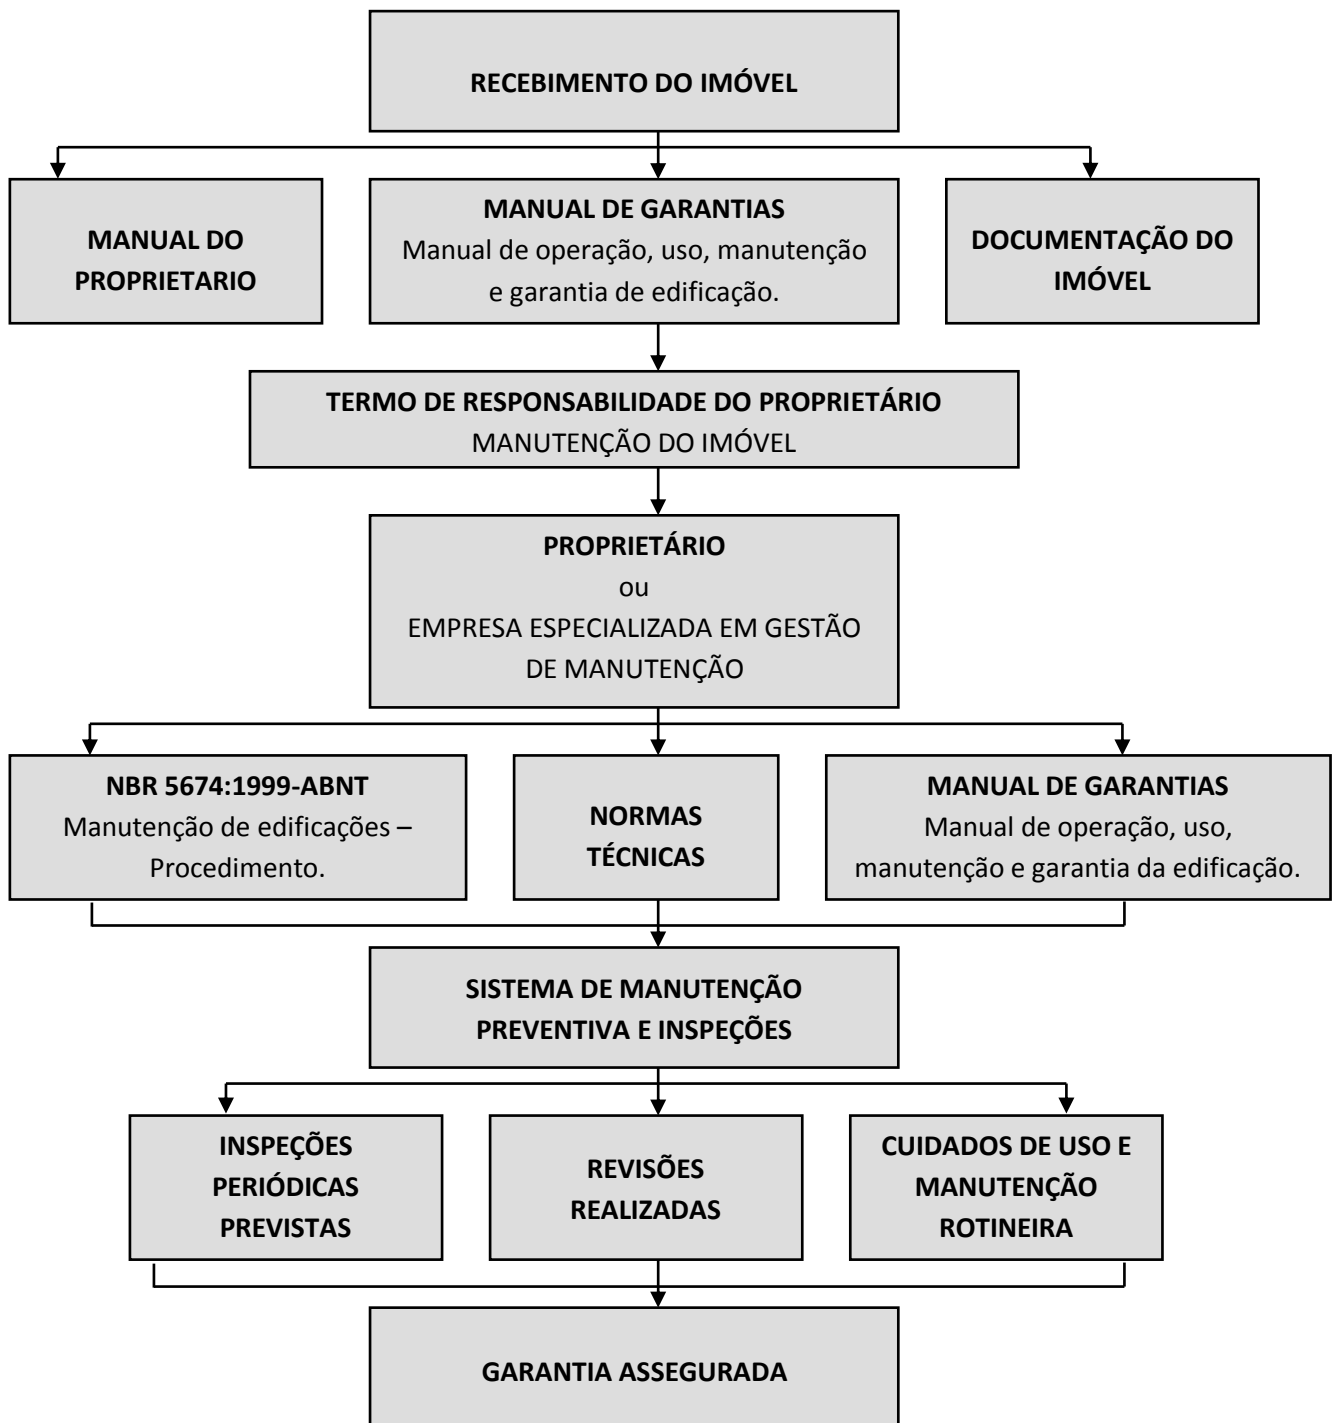 RECEBIMENTO DO IMÓVEL
MANUAL DO
PROPRIETARIO
MANUAL DE GARANTIAS
Manual de operação, uso, manutenção
e garantia de edificação.
DOCUMENTAÇÃO DO
IMÓVEL
TERMO DE RESPONSABILIDADE DO PROPRIETÁRIO
MANUTENÇÃO DO IMÓVEL
PROPRIETÁRIO
ou
EMPRESA ESPECIALIZADA EM GESTÃO
DE MANUTENÇÃO
NBR 5674:1999-ABNT
Manutenção de edificações –
Procedimento.
NORMAS
TÉCNICAS
MANUAL DE GARANTIAS
Manual de operação, uso,
manutenção e garantia da edificação.
SISTEMA DE MANUTENÇÃO
PREVENTIVA E INSPEÇÕES
INSPEÇÕES
PERIÓDICAS
PREVISTAS
REVISÕES
REALIZADAS
CUIDADOS DE USO E
MANUTENÇÃO
ROTINEIRA
GARANTIA ASSEGURADA